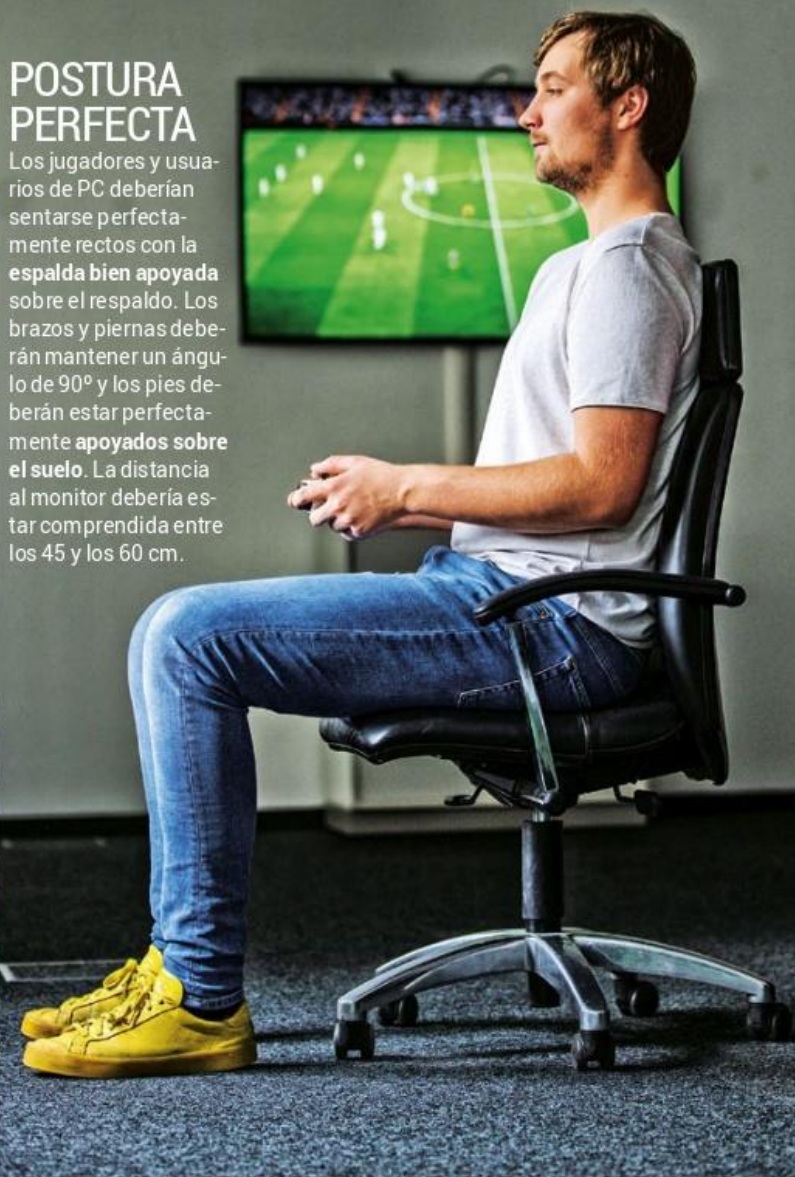 POSTURA
PERFECTA
Los jugadores y usua-
rios de PC deberían
sentarse perfecta-
mente rectos con la
espalda bien apoyada
sobre el respaldo. Los
brazos y piernas debe-
rán mantener un ángu-
lo de 90º y los pies de-
berán estar perfecta-
mente apoyados sobre
el suelo. La distancia
al monitor debería es-
tar comprendida entre
los 45 y los 60 cm.